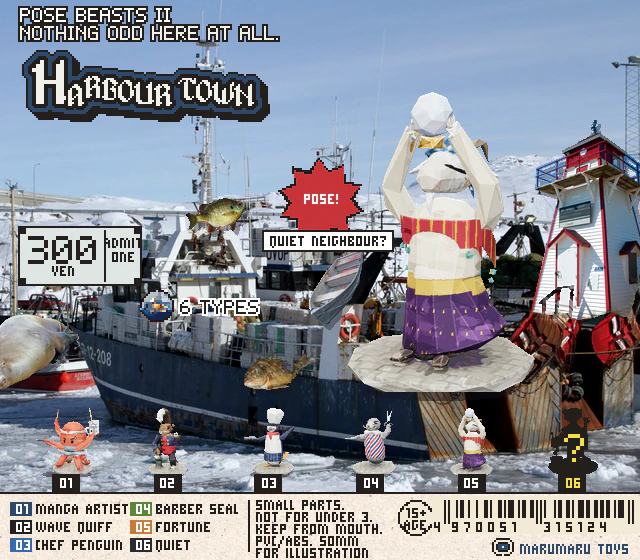 POSE BEASTS II
NOTHING ODD HERE AT ALL.
HARBOUR TOWN
POSE!
QUIET NEIGHBOUR?
300
YEN
ADMIT
ONE
6 TYPES
12-208
01
02
03
04
05
?
06
01 MANGA ARTIST
02 WAVE QUIFF
03 CHEF PENGUIN
04 BARBER SEAL
05 FORTUNE
06 QUIET
SMALL PARTS.
NOT FOR UNDER 3.
KEEP FROM MOUTH.
PVC/ABS. 50MM
FOR ILLUSTRATION
15+
AGE
4 970051 315124
MARUMARU TOYS